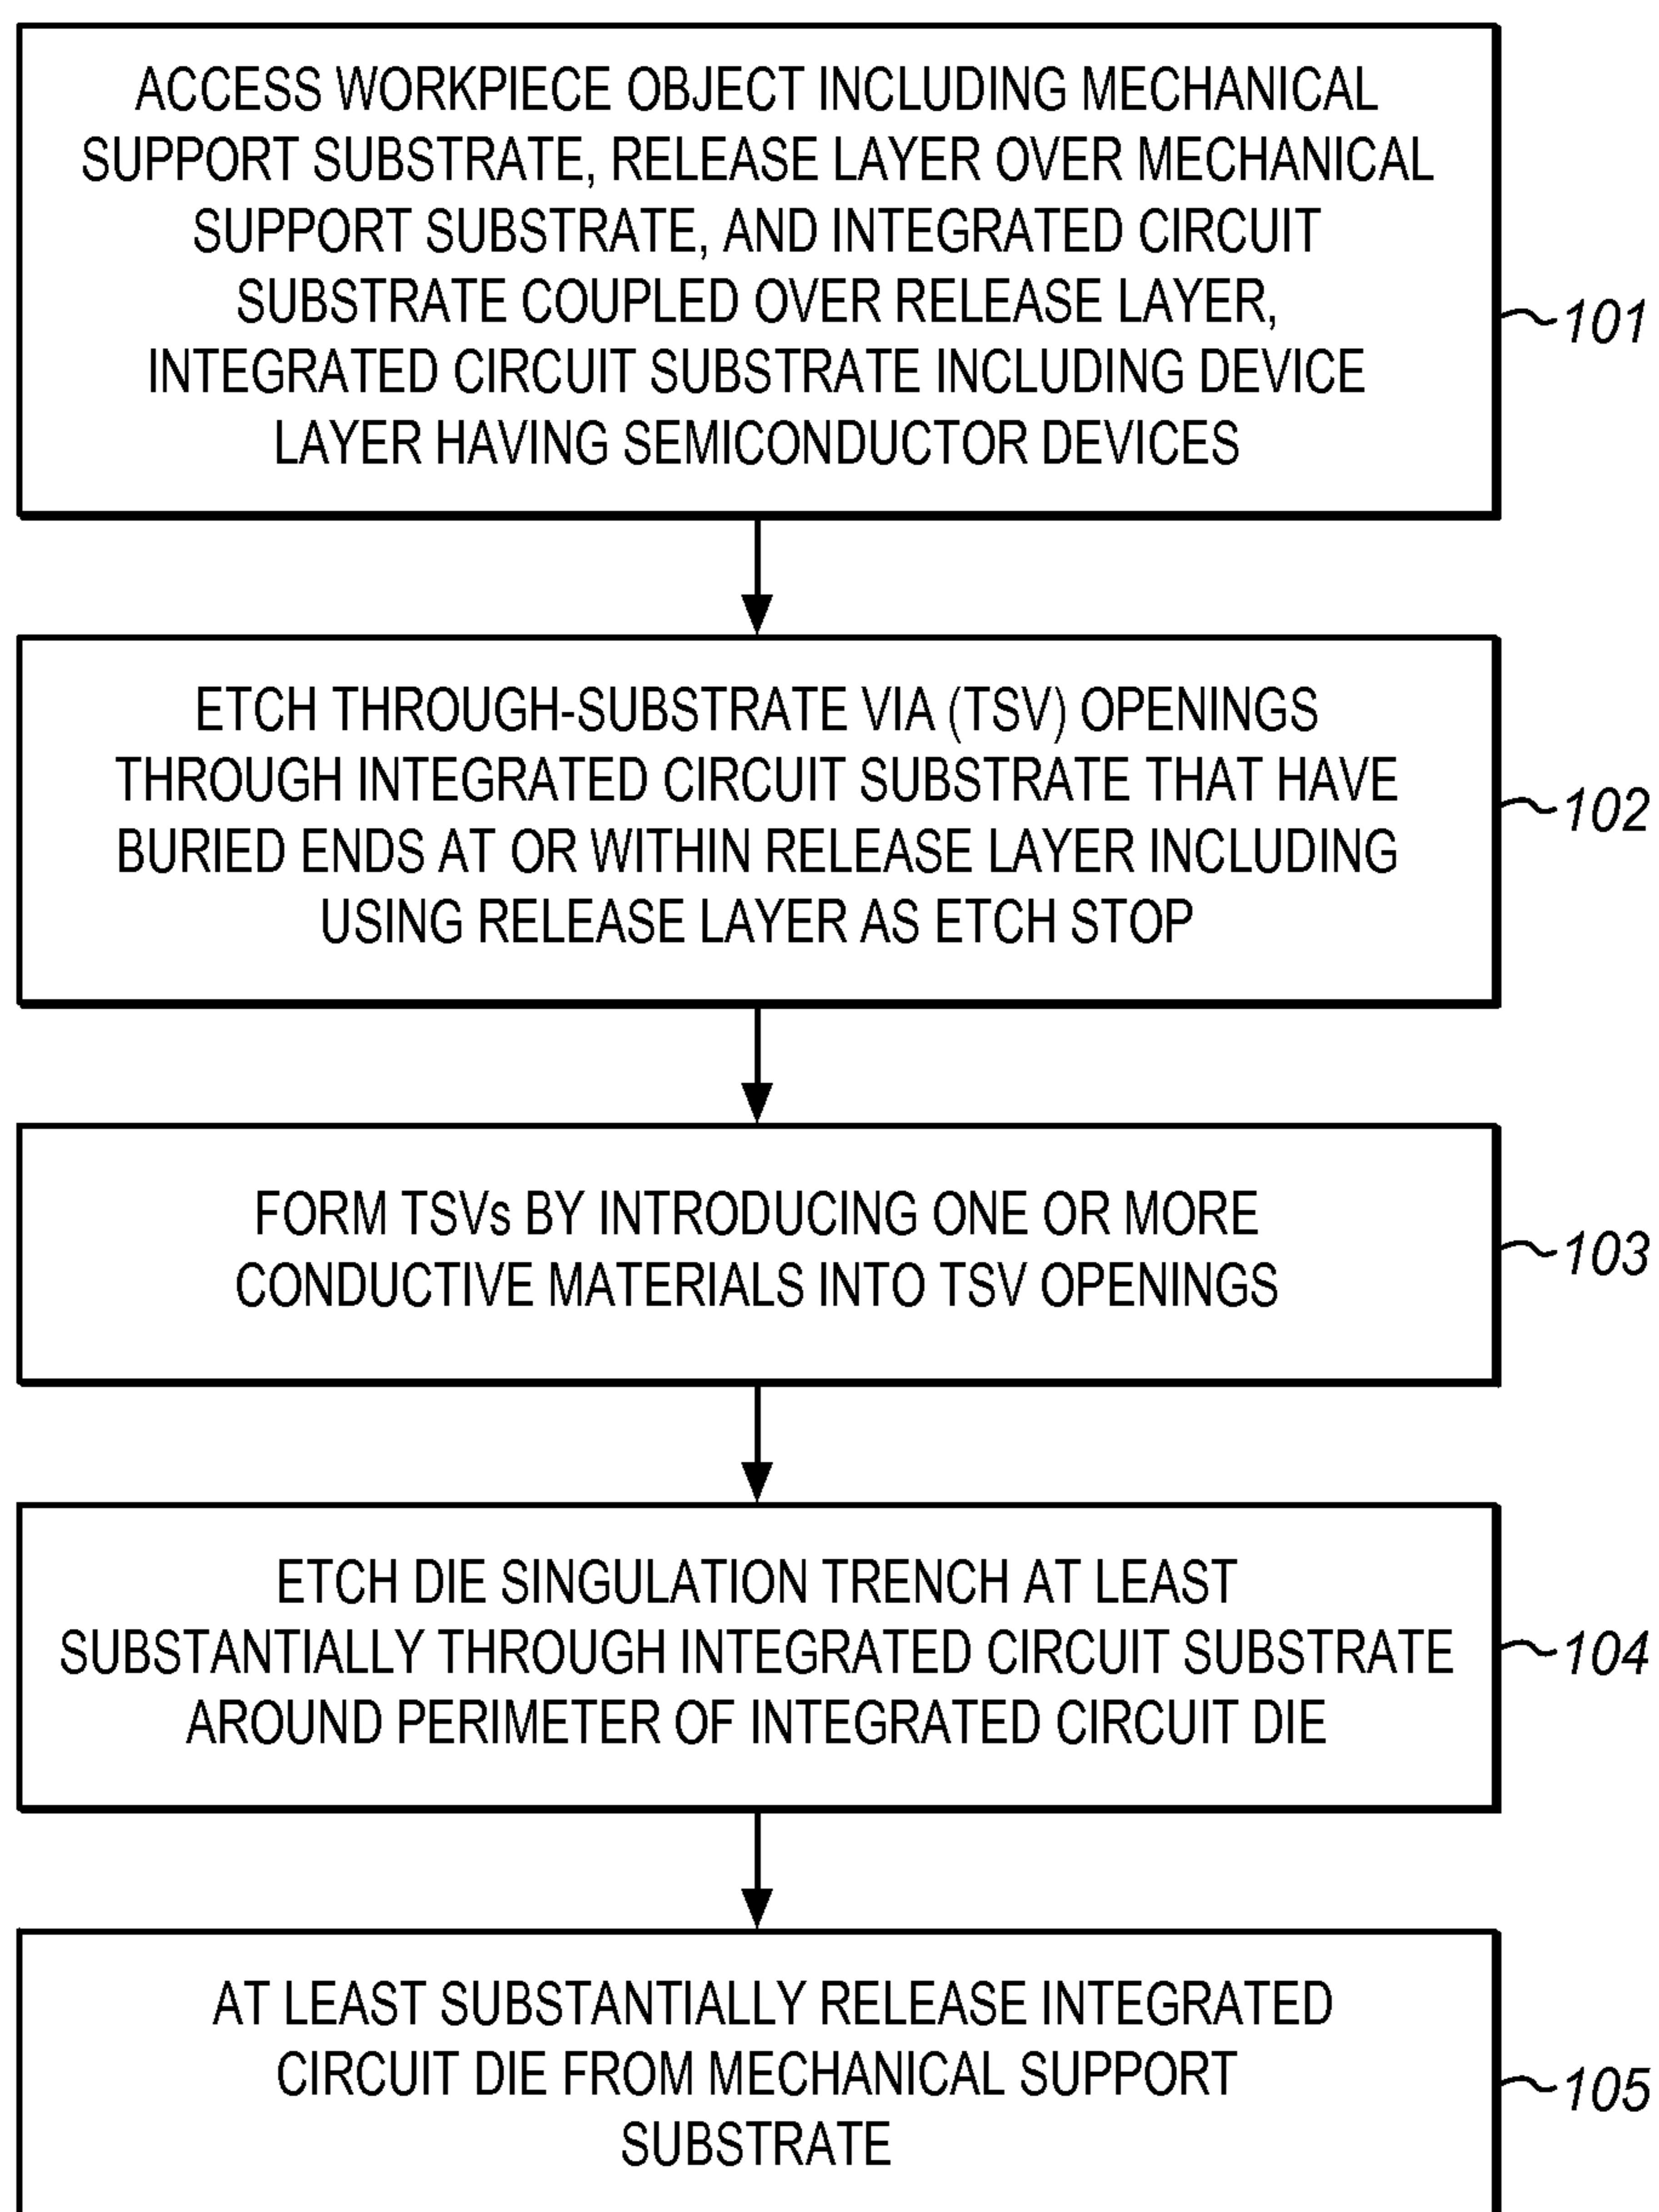 ACCESS WORKPIECE OBJECT INCLUDING MECHANICAL
SUPPORT SUBSTRATE, RELEASE LAYER OVER MECHANICAL
SUPPORT SUBSTRATE, AND INTEGRATED CIRCUIT
SUBSTRATE COUPLED OVER RELEASE LAYER,
INTEGRATED CIRCUIT SUBSTRATE INCLUDING DEVICE
LAYER HAVING SEMICONDUCTOR DEVICES
101
ETCH THROUGH-SUBSTRATE VIA (TSV) OPENINGS
THROUGH INTEGRATED CIRCUIT SUBSTRATE THAT HAVE
BURIED ENDS AT OR WITHIN RELEASE LAYER INCLUDING
USING RELEASE LAYER AS ETCH STOP
102
FORM TSVs BY INTRODUCING ONE OR MORE
CONDUCTIVE MATERIALS INTO TSV OPENINGS
103
ETCH DIE SINGULATION TRENCH AT LEAST
SUBSTANTIALLY THROUGH INTEGRATED CIRCUIT SUBSTRATE
AROUND PERIMETER OF INTEGRATED CIRCUIT DIE
104
AT LEAST SUBSTANTIALLY RELEASE INTEGRATED
CIRCUIT DIE FROM MECHANICAL SUPPORT
SUBSTRATE
105